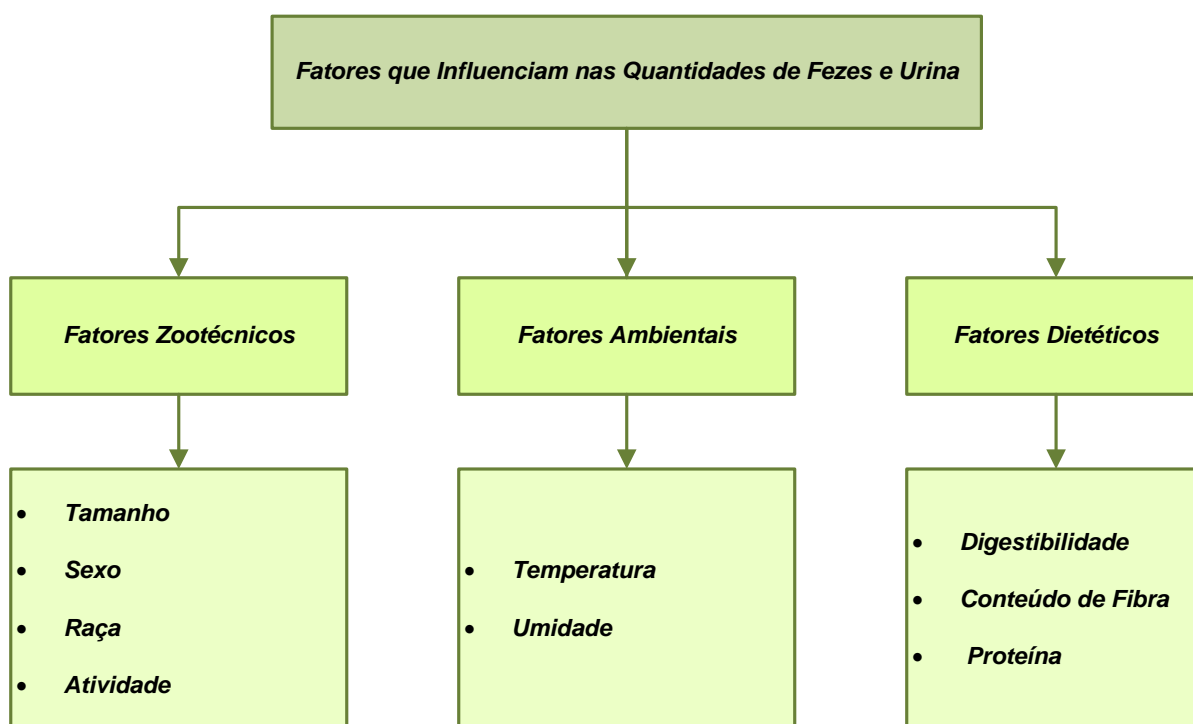 Fatores que Influenciam nas Quantidades de Fezes e Urina
Fatores Zootécnicos
Fatores Ambientais
Fatores Dietéticos
• Tamanho
• Sexo
• Raça
• Atividade
• Temperatura
• Umidade
• Digestibilidade
• Conteúdo de Fibra
• Proteína